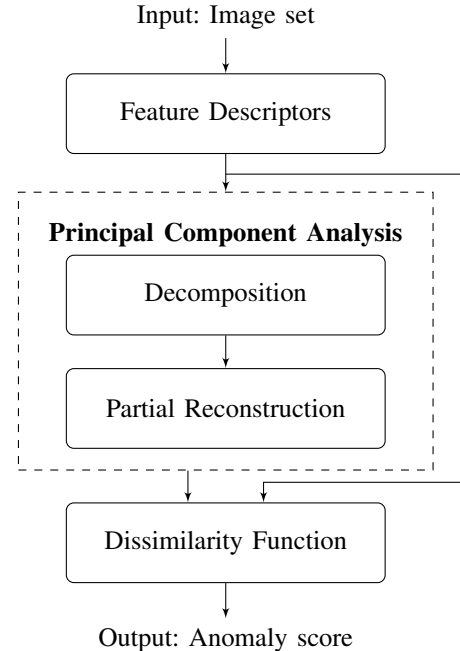 Input: Image set
Feature Descriptors
Principal Component Analysis
Decomposition
Partial Reconstruction
Dissimilarity Function
Output: Anomaly score